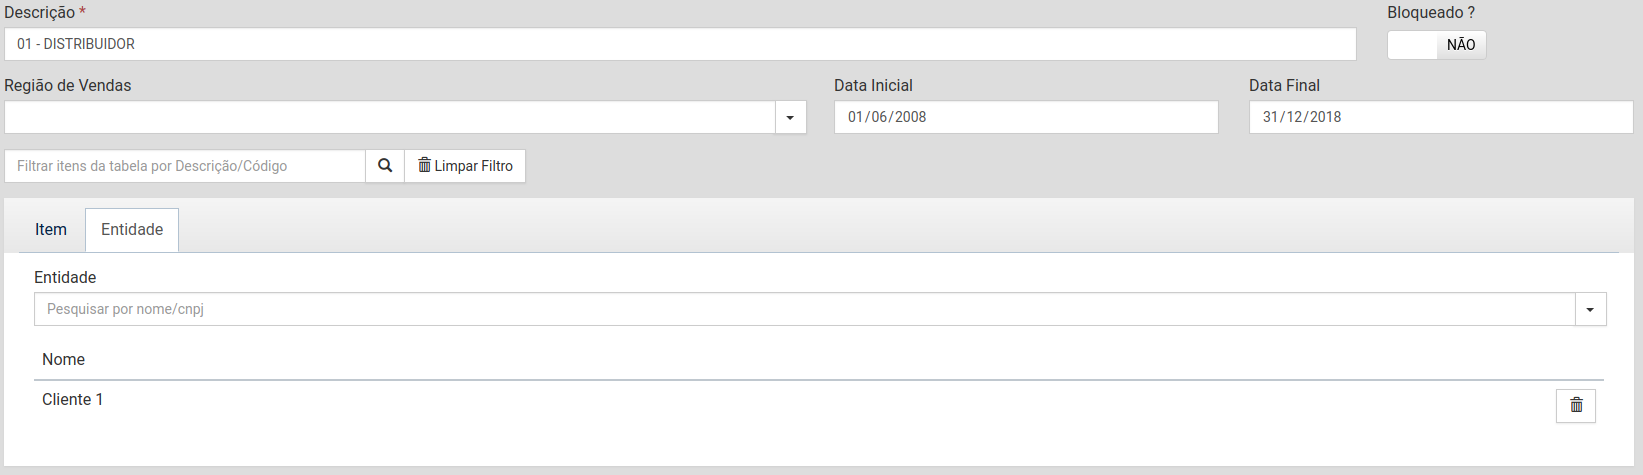 Descrição *
Bloqueado ?
01 - DISTRIBUIDOR
NÃO
Região de Vendas
Data Inicial
Data Final
01/06/2008
31/12/2018
Filtrar itens da tabela por Descrição/Código
Limpar Filtro
Item
Entidade
Entidade
Pesquisar por nome/cnpj
Nome
Cliente 1